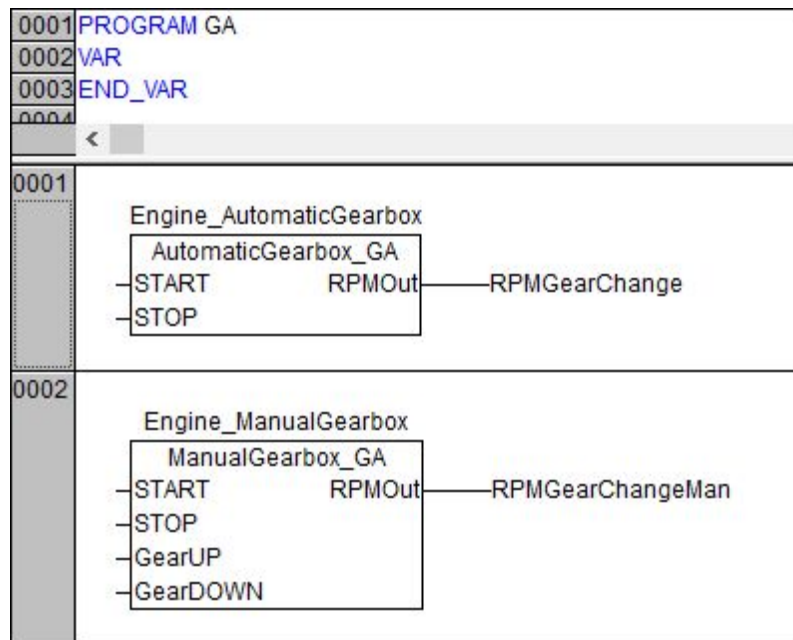 0001 PROGRAM GA
0002 VAR
0003 END_VAR
0004
<
0001
Engine_AutomaticGearbox
AutomaticGearbox_GA
START RPMOut RPMGearChange
STOP
0002
Engine_ManualGearbox
ManualGearbox_GA
START RPMOut RPMGearChangeMan
STOP
GearUP
GearDOWN